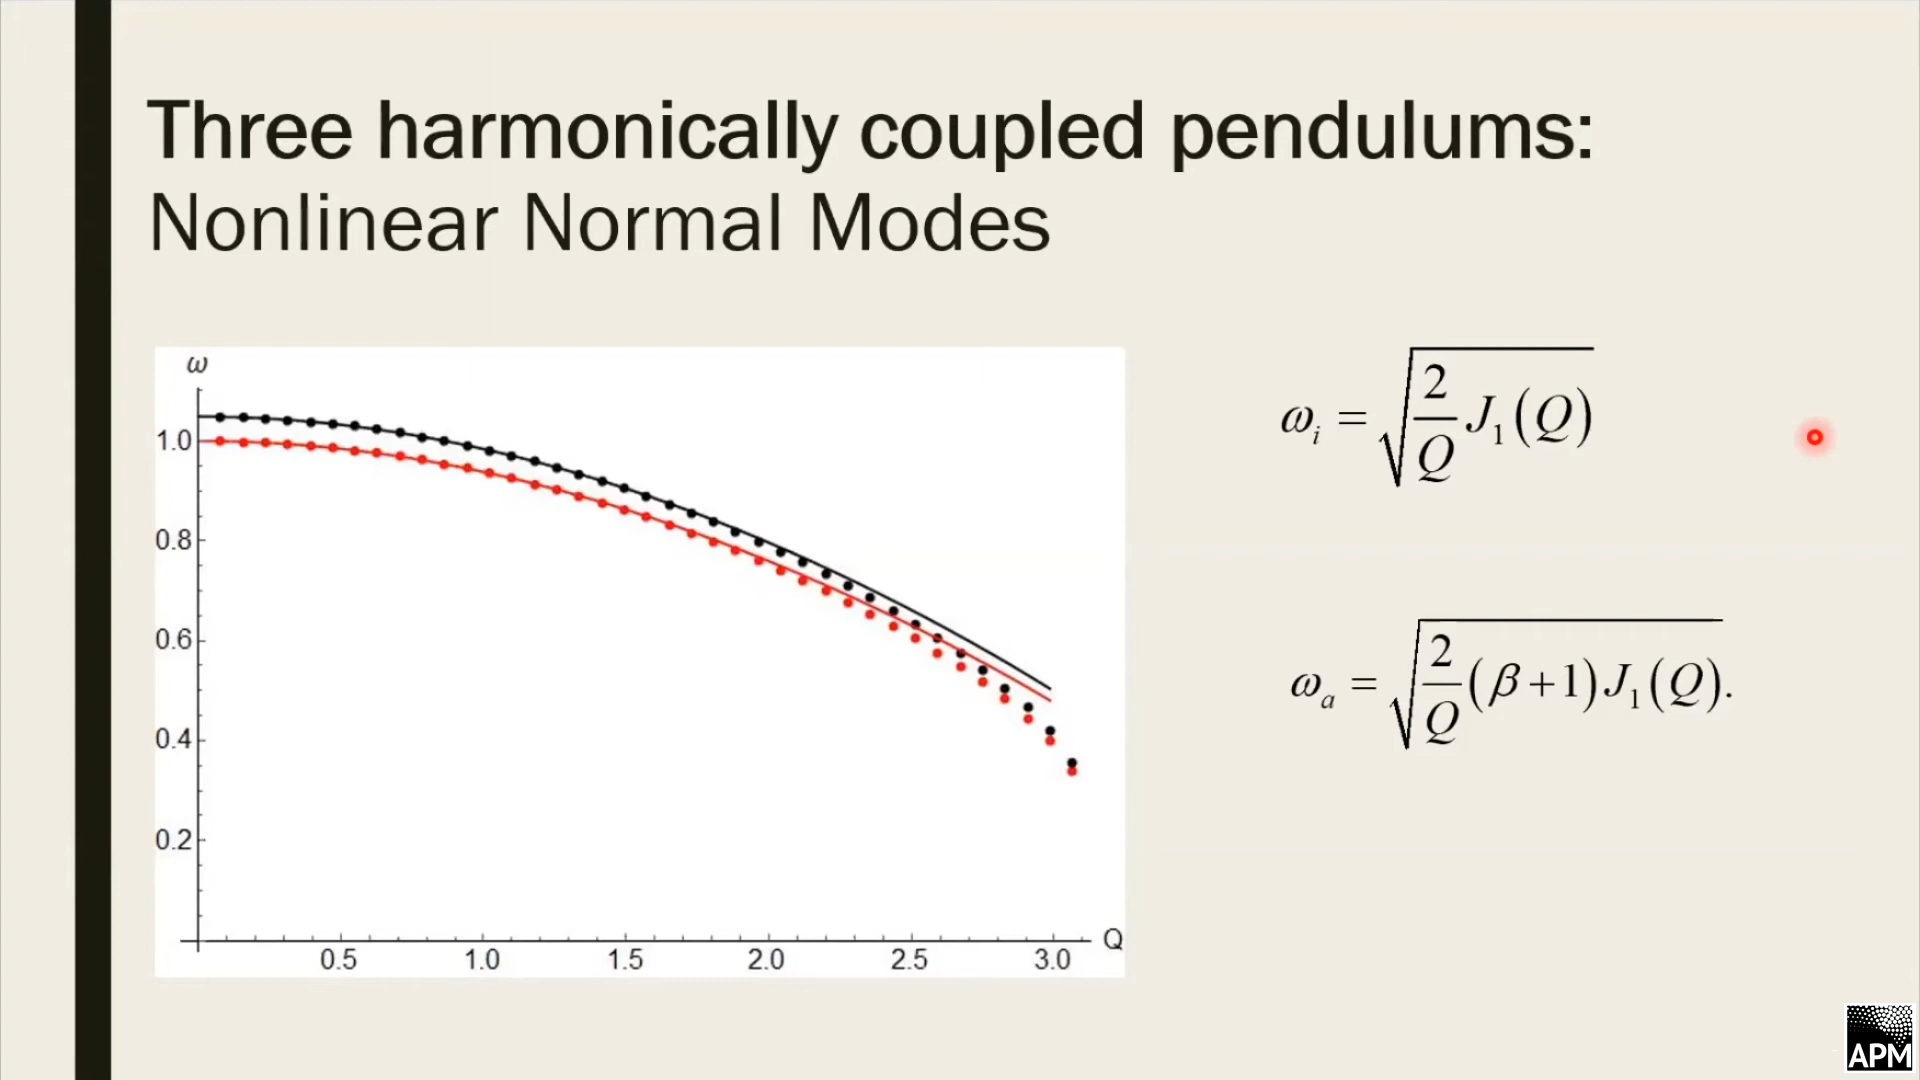 Three harmonically coupled pendulums:
Nonlinear Normal Modes
ω
1.0
0.8
0.6
0.4
0.2
0.5 1.0 1.5 2.0 2.5 3.0
Q
ω_i = √(2/Q J_1(Q))
ω_a = √(2/Q (β+1) J_1(Q)).
APM